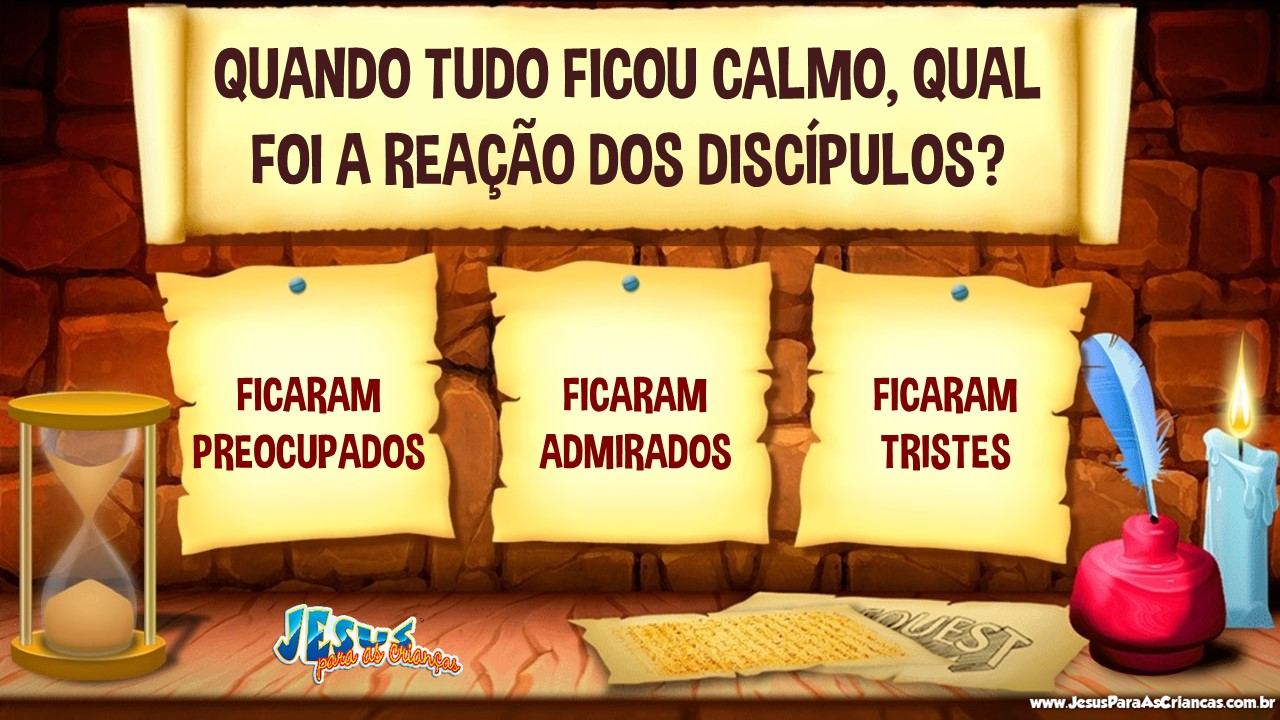 QUANDO TUDO FICOU CALMO, QUAL
FOI A REAÇÃO DOS DISCÍPULOS?
FICARAM
PREOCUPADOS
FICARAM
ADMIRADOS
FICARAM
TRISTES
JESUS
para as crianças
QUEST
www.JesusParaAsCriancas.com.br